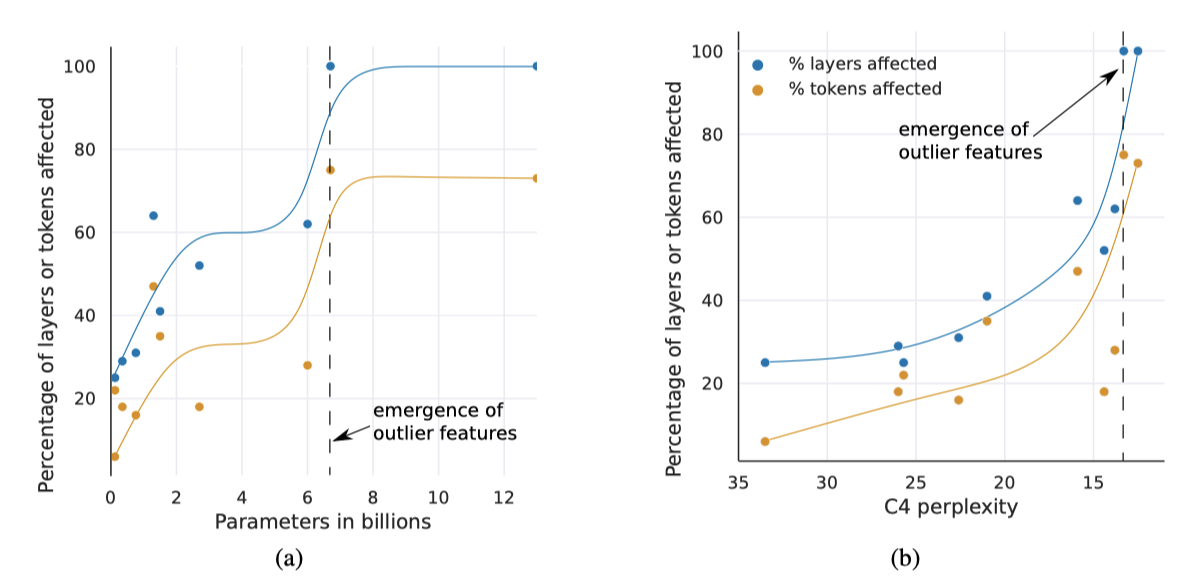 Percentage of layers or tokens affected
100
80
60
40
20
emergence of
outlier features
0 2 4 6 8 10 12
Parameters in billions
(a)
Percentage of layers or tokens affected
100
80
60
40
20
% layers affected
% tokens affected
emergence of
outlier features
35 30 25 20 15
C4 perplexity
(b)